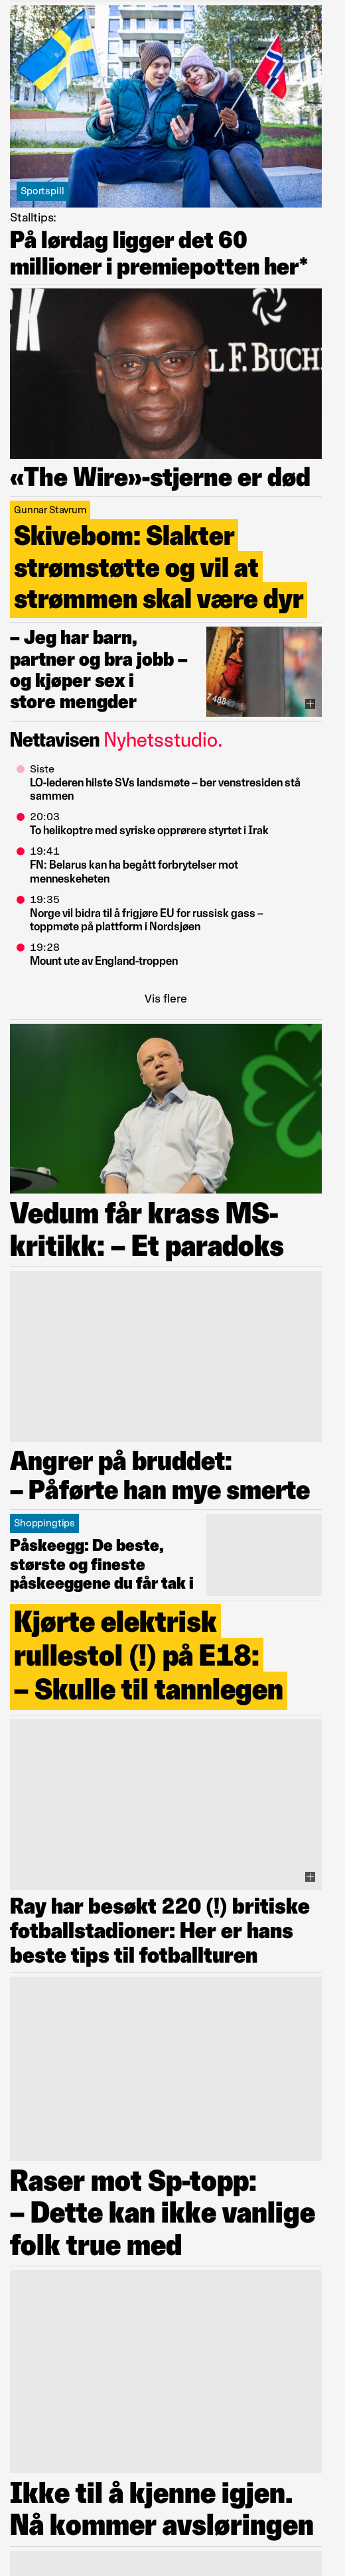 Sportspill
Stalltips:
På lørdag ligger det 60
millioner i premiepotten her*
RK
L F. BUCHE
«The Wire»-stjerne er død
Gunnar Stavrum
Skivebom: Slakter
strømstøtte og vil at
strømmen skal være dyr
– Jeg har barn,
partner og bra jobb –
og kjøper sex i
store mengder
7 488
Nettavisen Nyhetsstudio.
Siste
LO-lederen hilste SVs landsmøte – ber venstresiden stå
sammen
20:03
To helikoptre med syriske opprørere styrtet i Irak
19:41
FN: Belarus kan ha begått forbrytelser mot
menneskeheten
19:35
Norge vil bidra til å frigjøre EU for russisk gass –
toppmøte på plattform i Nordsjøen
19:28
Mount ute av England-troppen
Vis flere
Vedum får krass MS-
kritikk: – Et paradoks
Angrer på bruddet:
– Påførte han mye smerte
Shoppingtips
Påskeegg: De beste,
største og fineste
påskeeggene du får tak i
Kjørte elektrisk
rullestol (!) på E18:
– Skulle til tannlegen
Ray har besøkt 220 (!) britiske
fotballstadioner: Her er hans
beste tips til fotballturen
Raser mot Sp-topp:
– Dette kan ikke vanlige
folk true med
Ikke til å kjenne igjen.
Nå kommer avsløringen